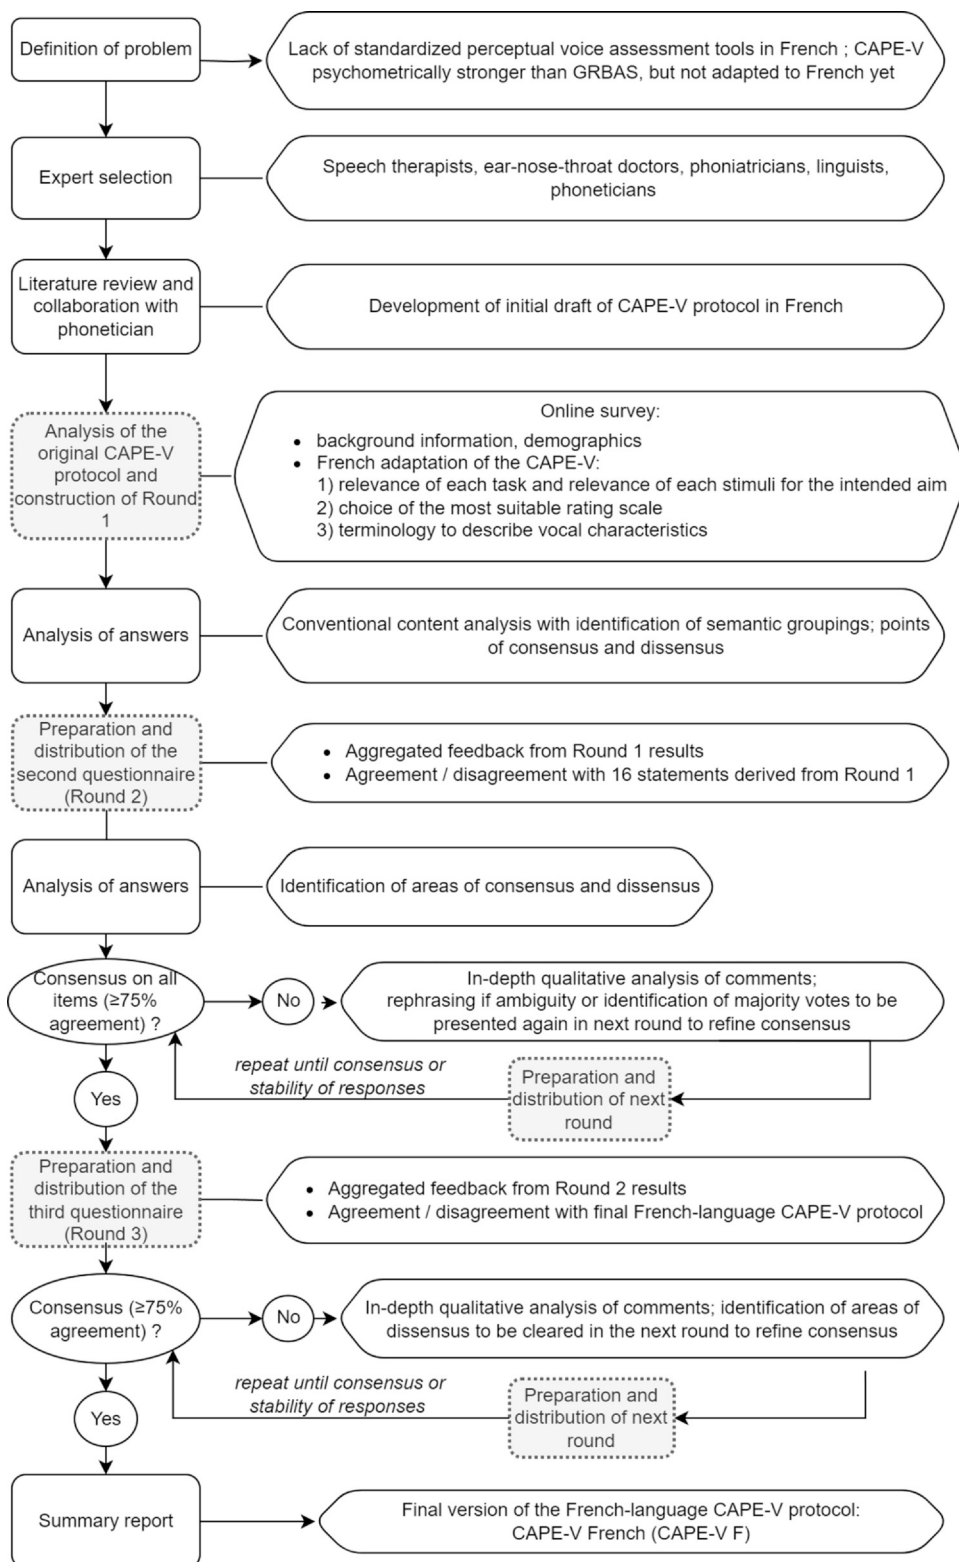 Definition of problem
Lack of standardized perceptual voice assessment tools in French ; CAPE-V
psychometrically stronger than GRBAS, but not adapted to French yet
Expert selection
Speech therapists, ear-nose-throat doctors, phoniatricians, linguists,
phoneticians
Literature review and
collaboration with
phonetician
Development of initial draft of CAPE-V protocol in French
Analysis of the
original CAPE-V
protocol and
construction of Round
1
Online survey:
• background information, demographics
• French adaptation of the CAPE-V:
1) relevance of each task and relevance of each stimuli for the intended aim
2) choice of the most suitable rating scale
3) terminology to describe vocal characteristics
Analysis of answers
Conventional content analysis with identification of semantic groupings; points
of consensus and dissensus
Preparation and
distribution of the
second questionnaire
(Round 2)
• Aggregated feedback from Round 1 results
• Agreement / disagreement with 16 statements derived from Round 1
Analysis of answers
Identification of areas of consensus and dissensus
Consensus on all
items (≥75%
agreement) ?
No
In-depth qualitative analysis of comments;
rephrasing if ambiguity or identification of majority votes to be
presented again in next round to refine consensus
repeat until consensus or
stability of responses
Preparation and
distribution of next
round
Yes
Preparation and
distribution of the
third questionnaire
(Round 3)
• Aggregated feedback from Round 2 results
• Agreement / disagreement with final French-language CAPE-V protocol
Consensus (≥75%
agreement) ?
No
In-depth qualitative analysis of comments; identification of areas of
dissensus to be cleared in the next round to refine consensus
repeat until consensus or
stability of responses
Preparation and
distribution of next
round
Yes
Summary report
Final version of the French-language CAPE-V protocol:
CAPE-V French (CAPE-V F)